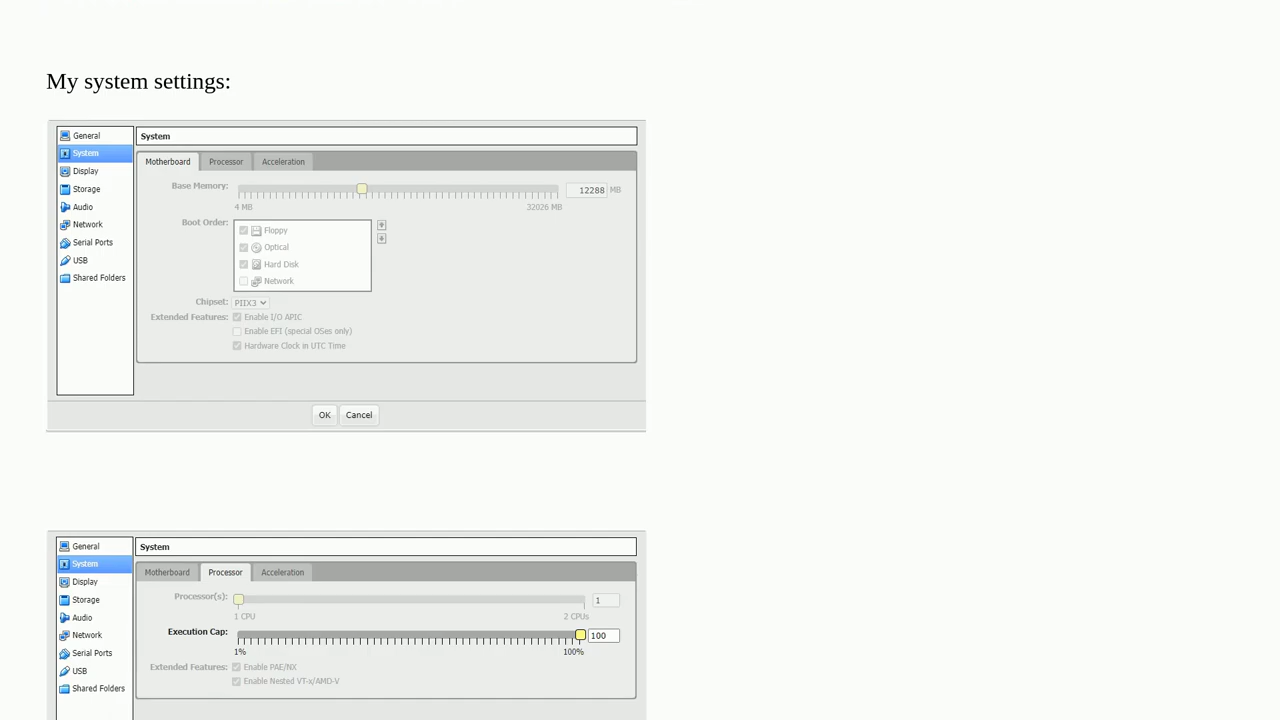 My system settings:
General
System
Display
Storage
Audio
Network
Serial Ports
USB
Shared Folders
System
Motherboard Processor Acceleration
Base Memory: 12288 MB
4 MB 32026 MB
Boot Order:
Floppy
Optical
Hard Disk
Network
Chipset: PIIX3
Extended Features: Enable I/O APIC
Enable EFI (special OSes only)
Hardware Clock in UTC Time
OK Cancel
General
System
Display
Storage
Audio
Network
Serial Ports
USB
Shared Folders
System
Motherboard Processor Acceleration
Processor(s): 1
1 CPU 2 CPUs
Execution Cap: 100
1% 100%
Extended Features: Enable PAE/NX
Enable Nested VT-x/AMD-V